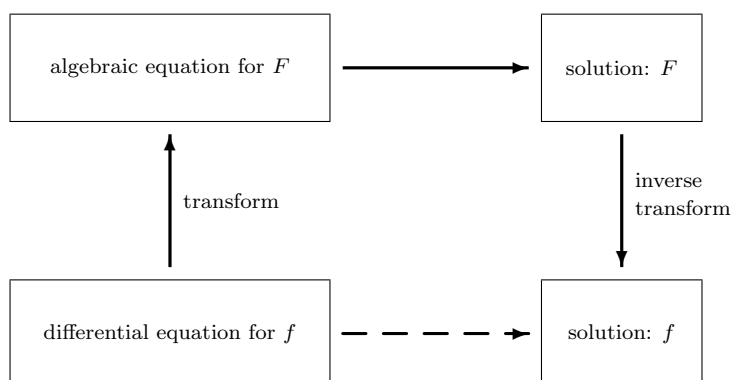 algebraic equation for F
solution: F
transform
inverse
transform
differential equation for f
solution: f